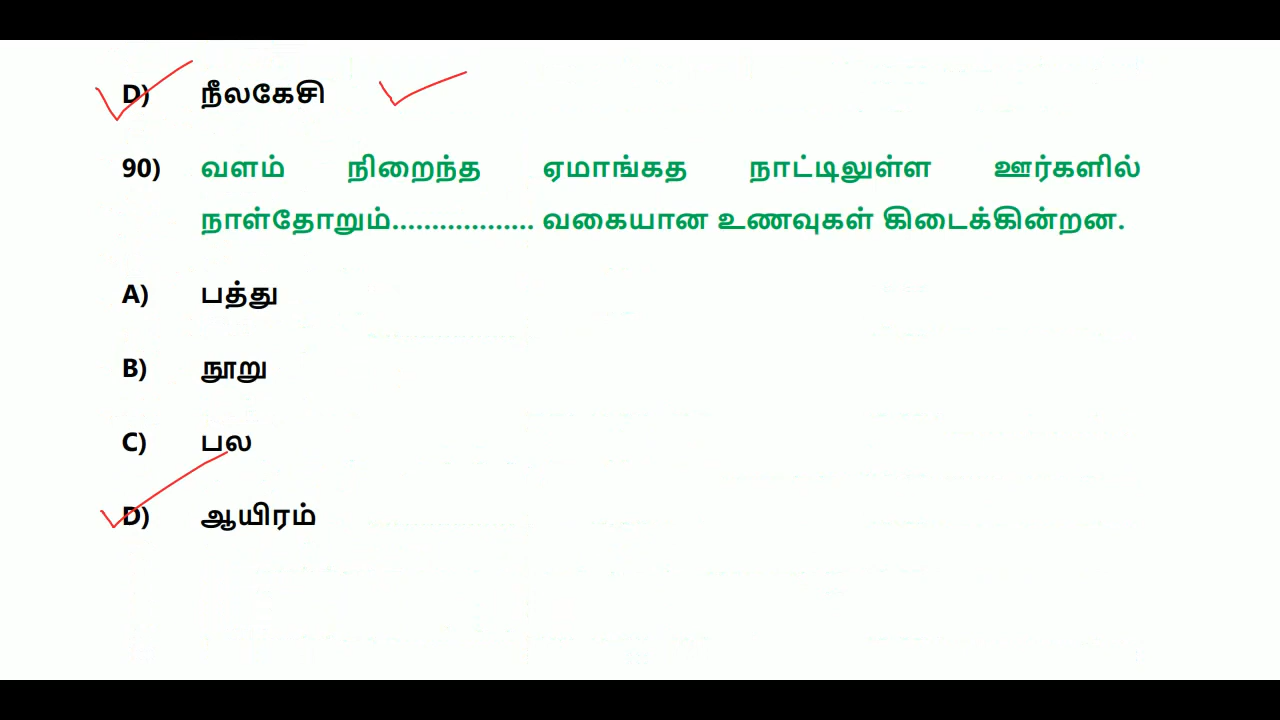 D) நீலகேசி
90) வளம் நிறைந்த ஏமாங்கத நாட்டிலுள்ள ஊர்களில்
நாள்தோறும்.................. வகையான உணவுகள் கிடைக்கின்றன.
A) பத்து
B) நூறு
C) பல
D) ஆயிரம்